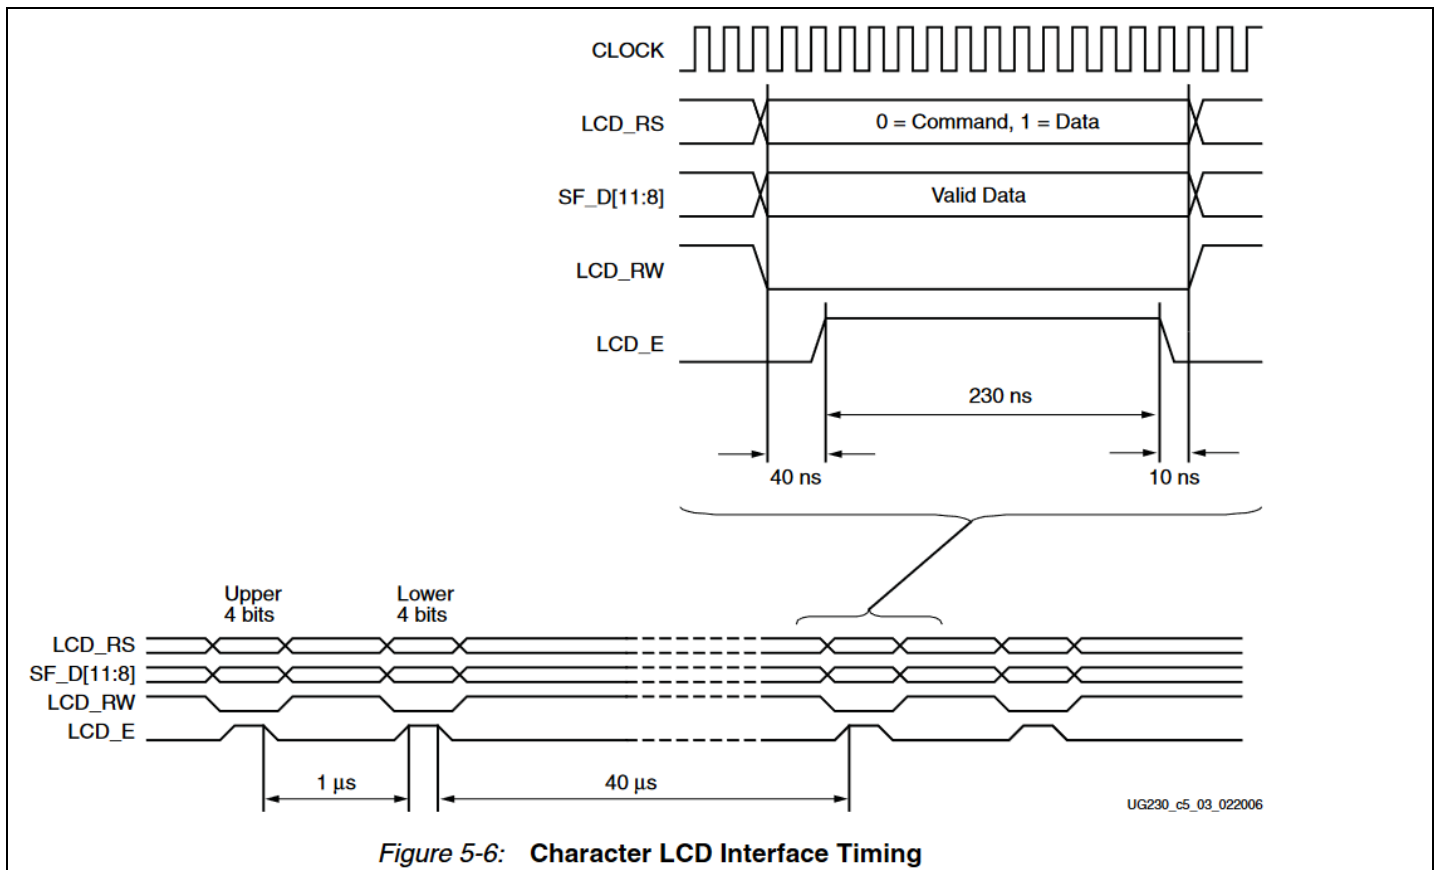 CLOCK
LCD_RS
0 = Command, 1 = Data
SF_D[11:8]
Valid Data
LCD_RW
LCD_E
230 ns
40 ns
10 ns
Upper
4 bits
Lower
4 bits
LCD_RS
SF_D[11:8]
LCD_RW
LCD_E
1 µs
40 µs
UG230_c5_03_022006
Figure 5-6: Character LCD Interface Timing